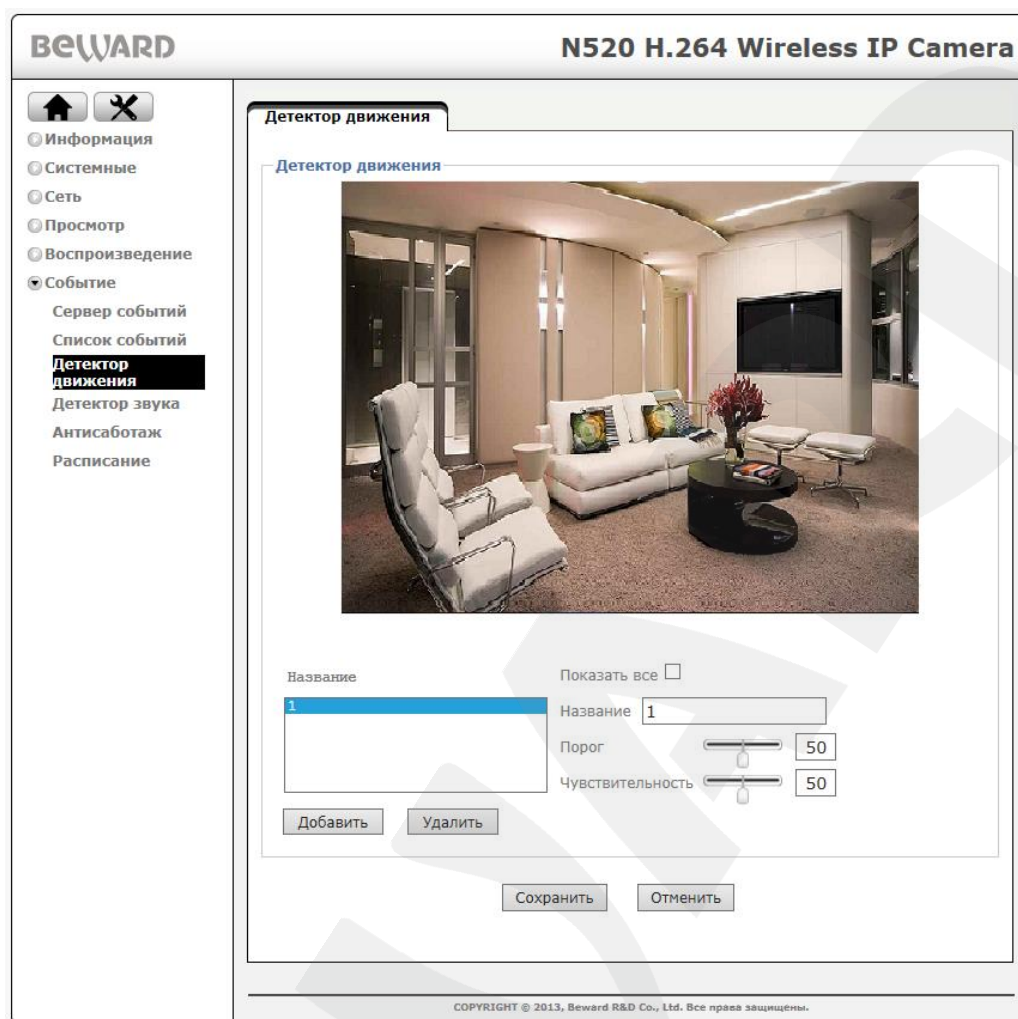 BEWARD
N520 H.264 Wireless IP Camera
Информация
Системные
Сеть
Просмотр
Воспроизведение
Событие
Сервер событий
Список событий
Детектор
движения
Детектор звука
Антисаботаж
Расписание
Детектор движения
Детектор движения
Название
1
Показать все
Название 1
Порог 50
Чувствительность 50
Добавить Удалить
Сохранить Отменить
COPYRIGHT © 2013, Beward R&D Co., Ltd. Все права защищены.